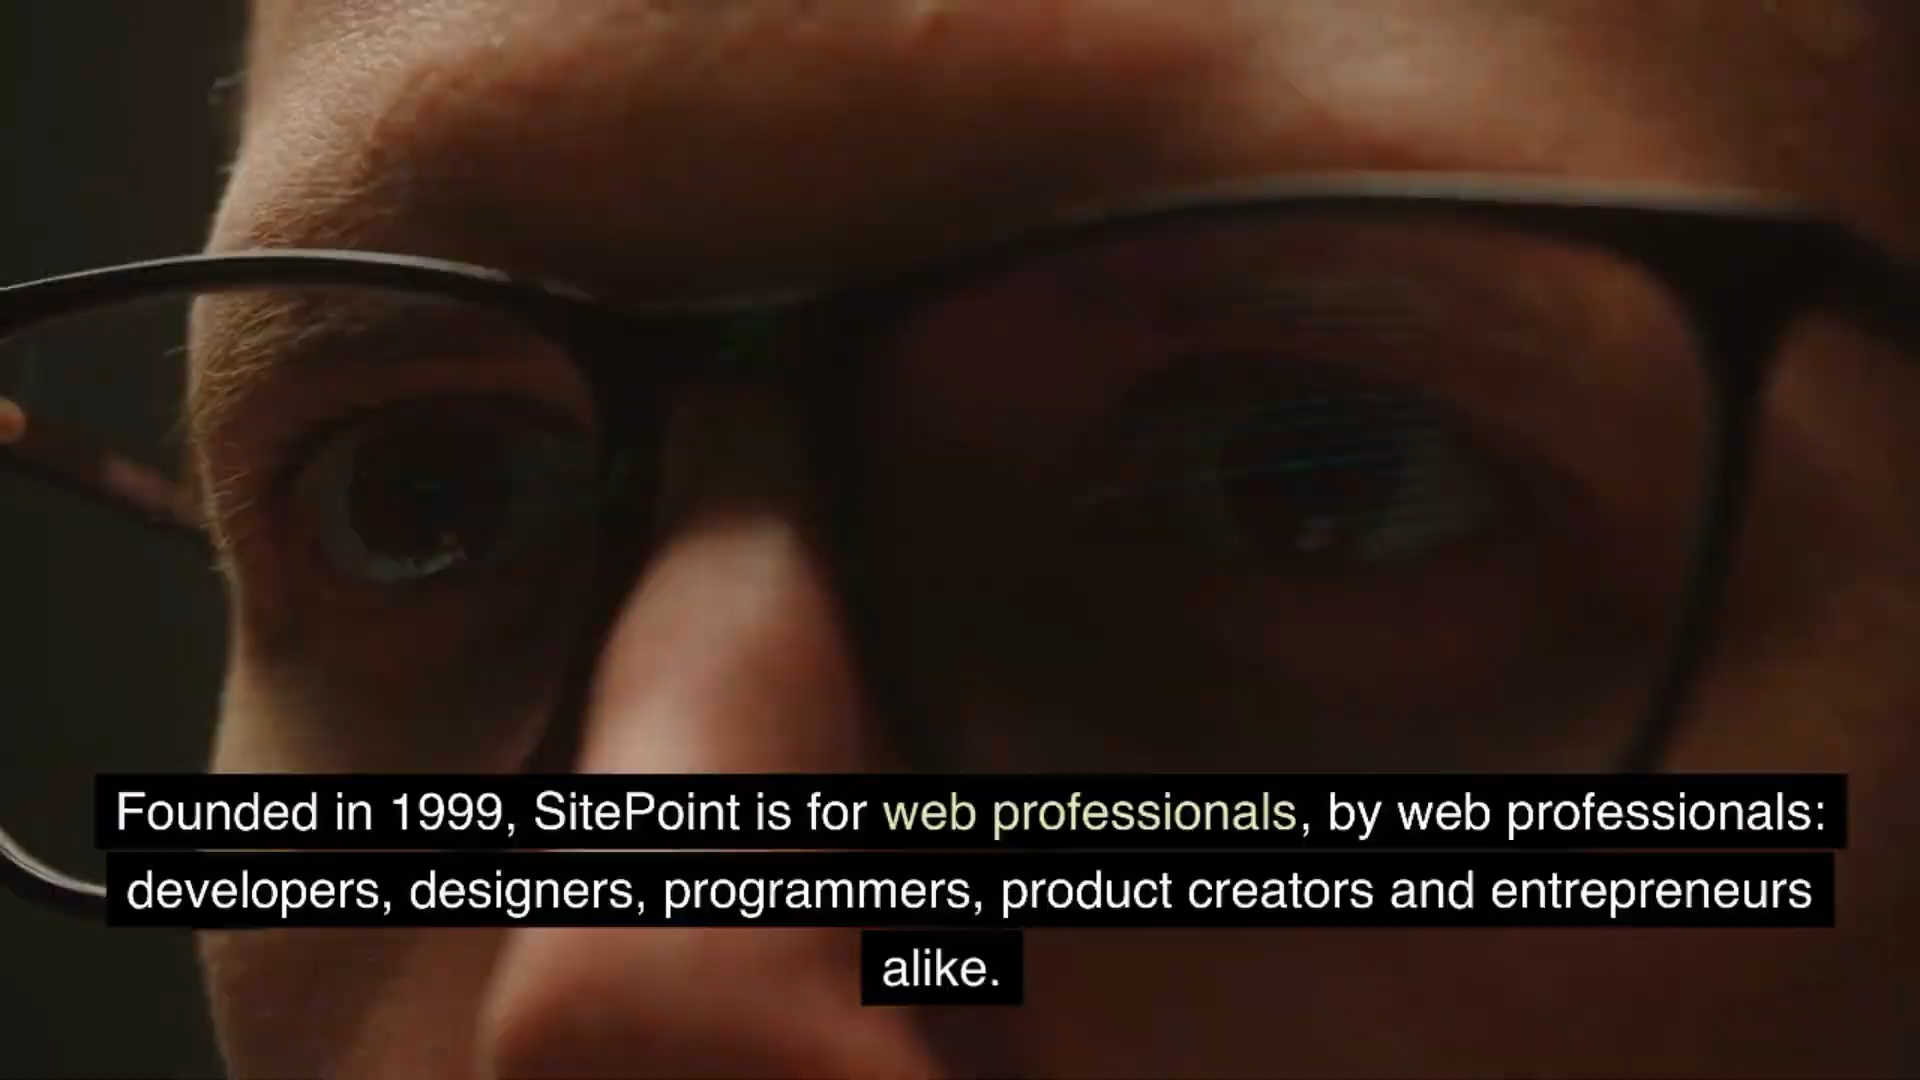 Founded in 1999, SitePoint is for web professionals, by web professionals:
developers, designers, programmers, product creators and entrepreneurs
alike.